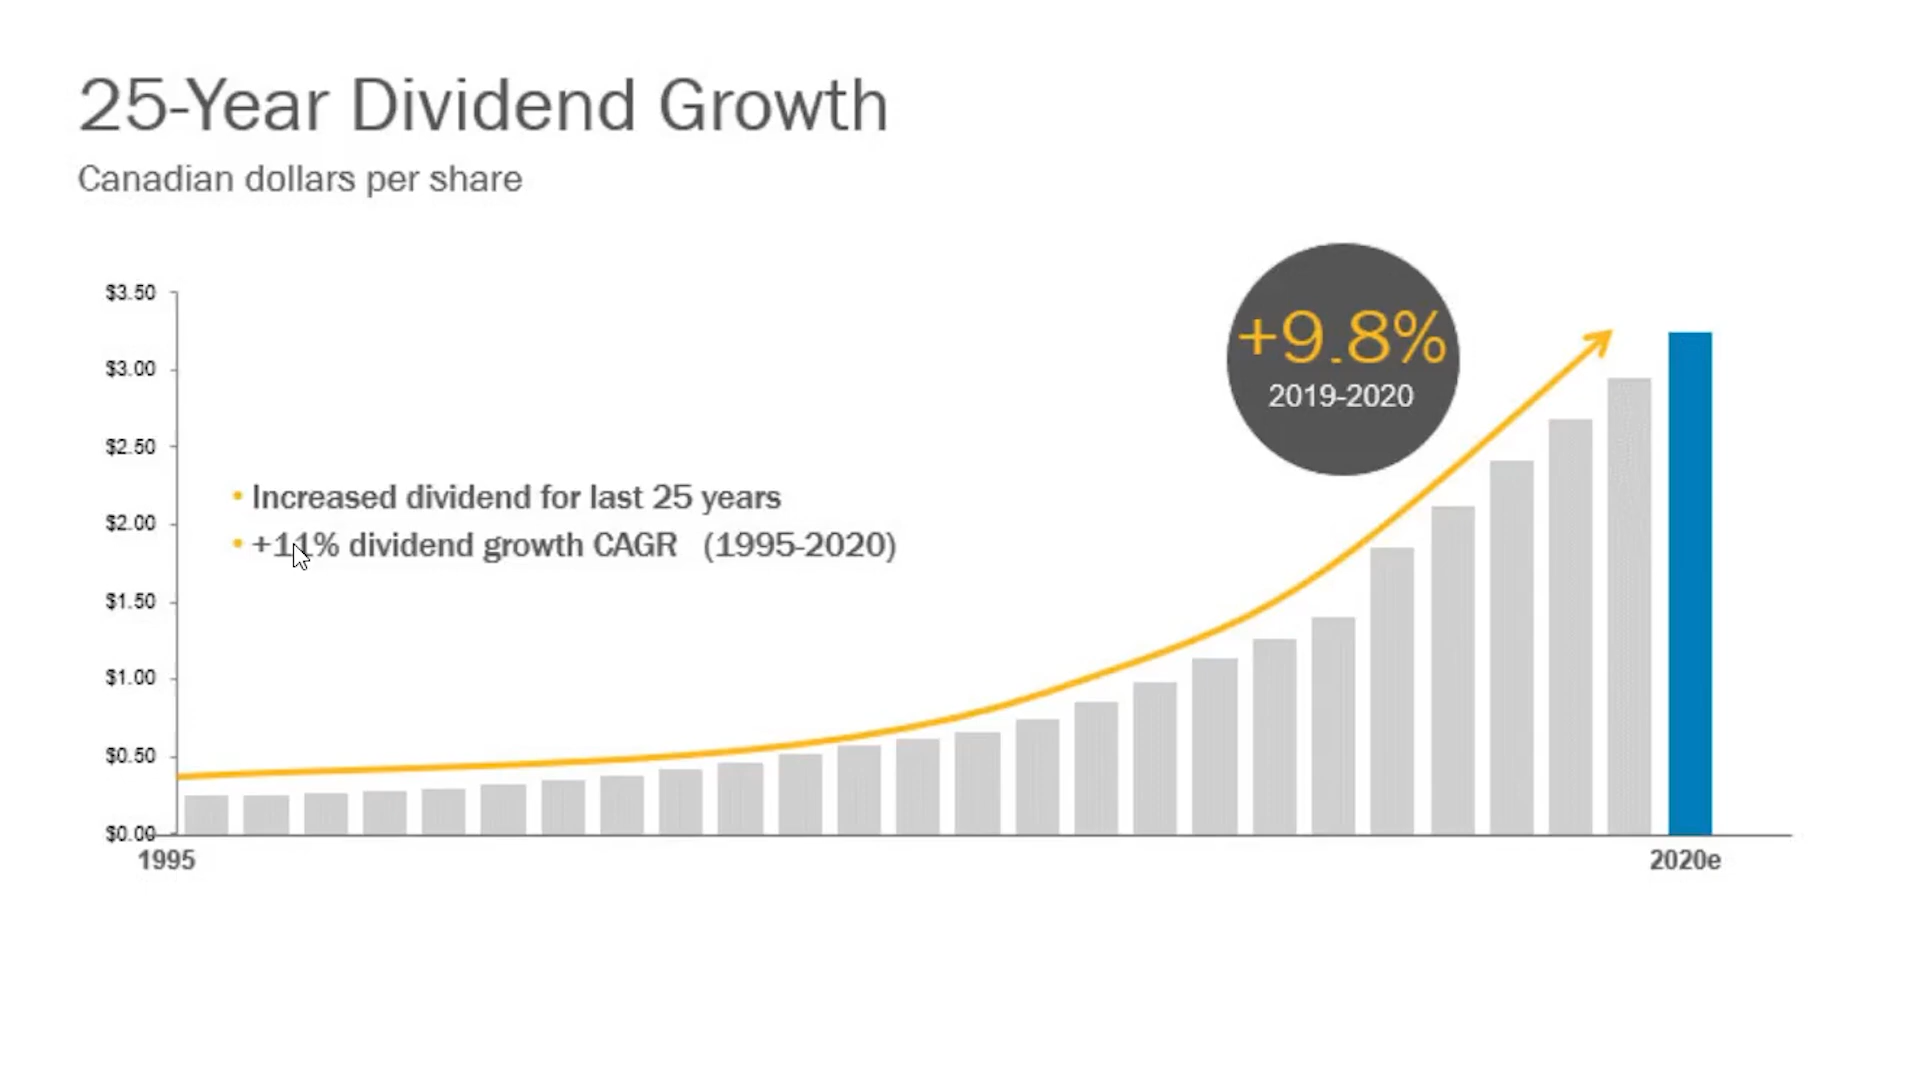 25-Year Dividend Growth
Canadian dollars per share
+9.8%
2019-2020
$3.50
$3.00
$2.50
$2.00
$1.50
$1.00
$0.50
$0.00
• Increased dividend for last 25 years
• +11% dividend growth CAGR (1995-2020)
1995
2020e